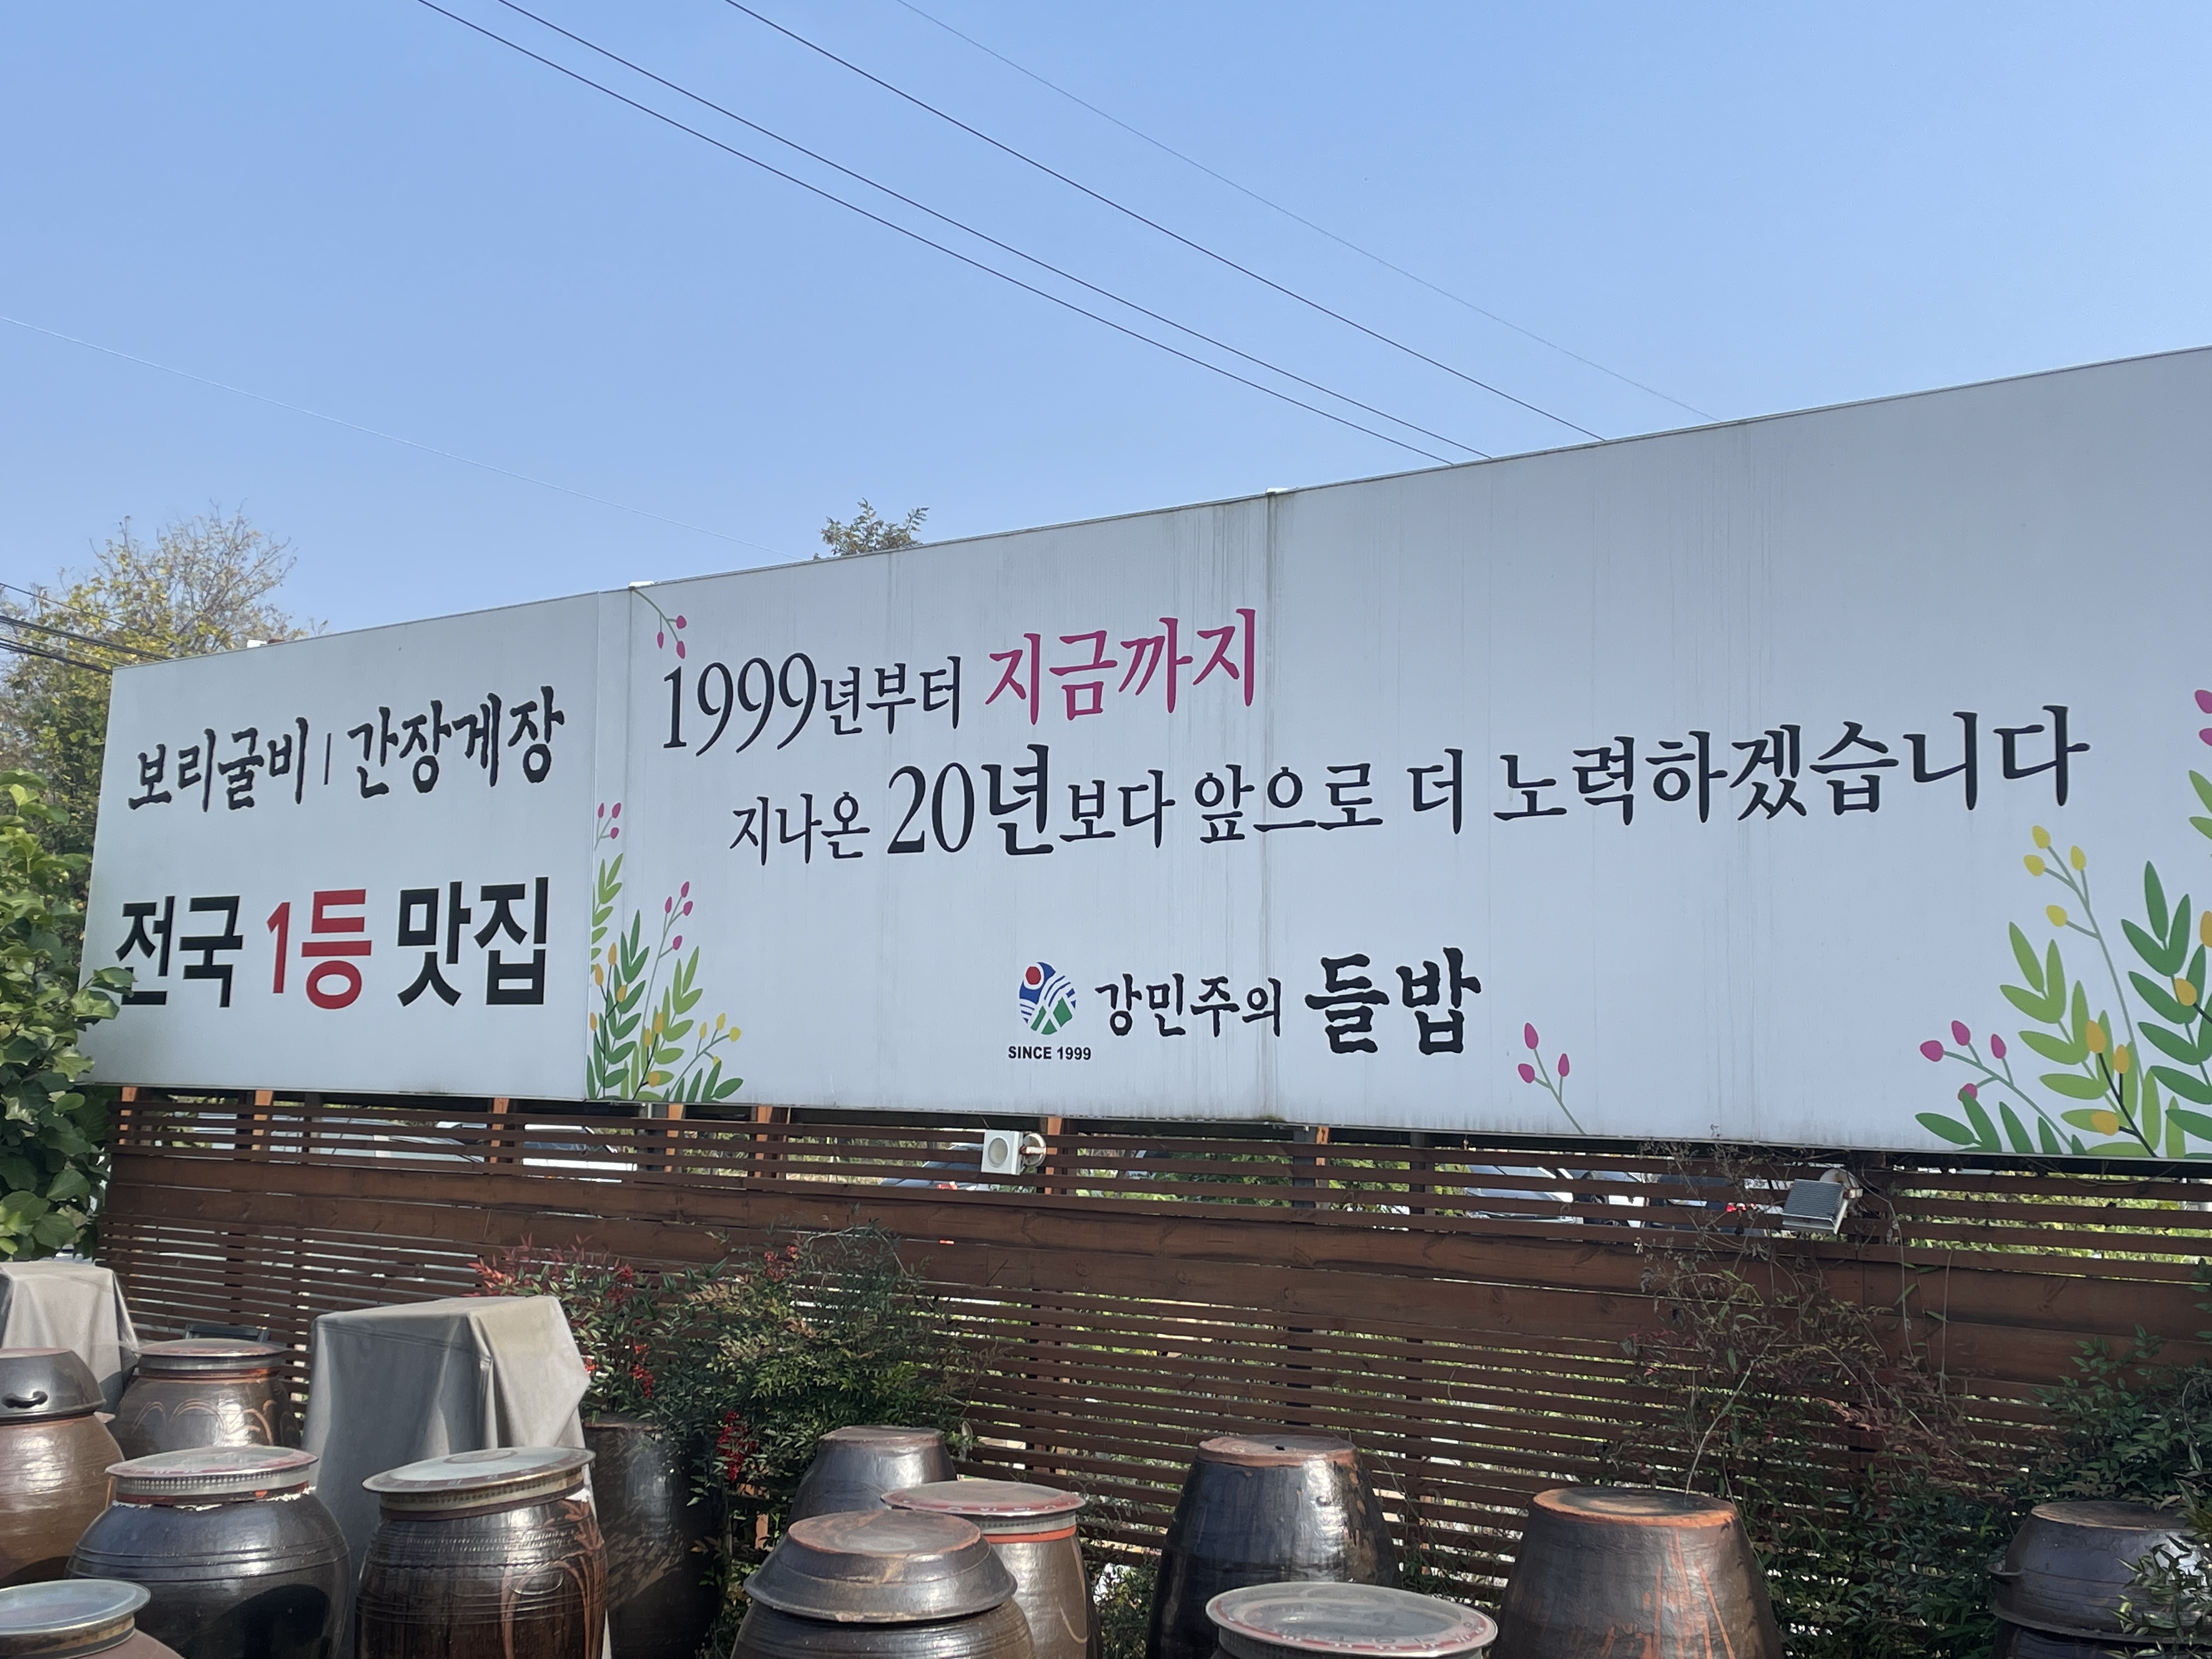 보리굴비 | 간장게장
전국 1등 맛집
1999년부터 지금까지
지나온 20년보다 앞으로 더 노력하겠습니다
강민주의 들밥
SINCE 1999